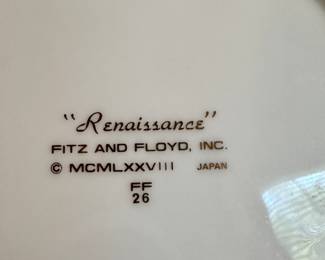 "Renaissance"
FITZ AND FLOYD, INC.
© MCMLXXVIII JAPAN
FF
26